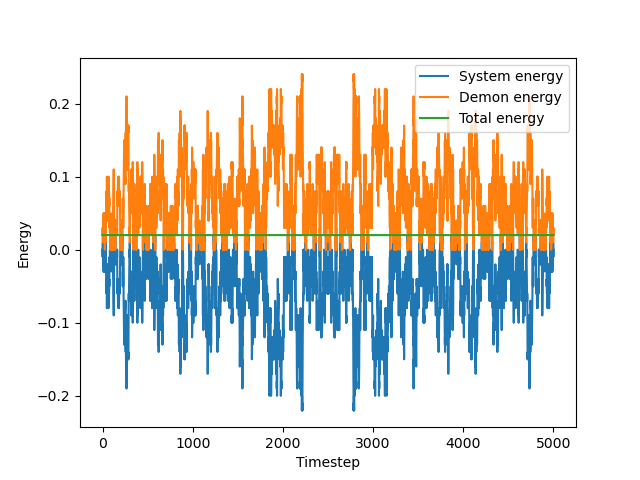 System energy
Demon energy
Total energy
0.2
0.1
0.0
−0.1
−0.2
Energy
0 1000 2000 3000 4000 5000
Timestep